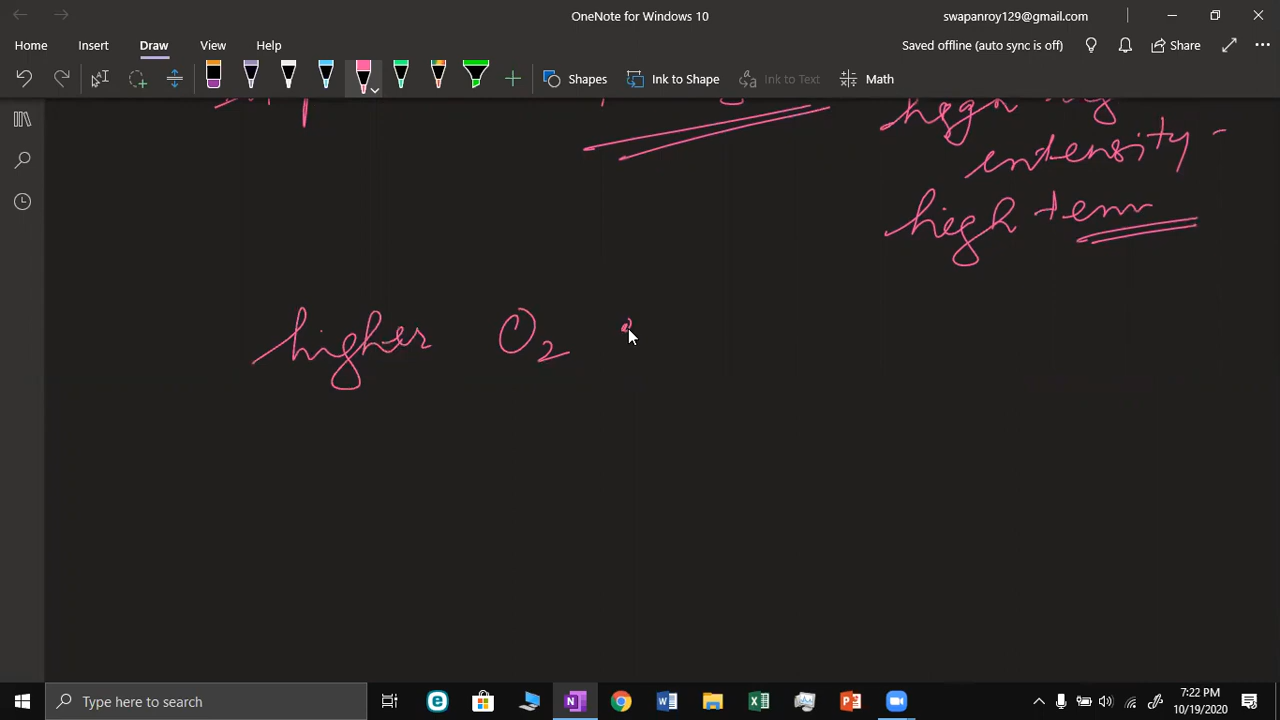 OneNote for Windows 10
swapanroy129@gmail.com
Home Insert Draw View Help
Saved offline (auto sync is off)
Share
Shapes Ink to Shape Ink to Text Math
intensity -
high tem
higher O2
Type here to search
7:22 PM
10/19/2020